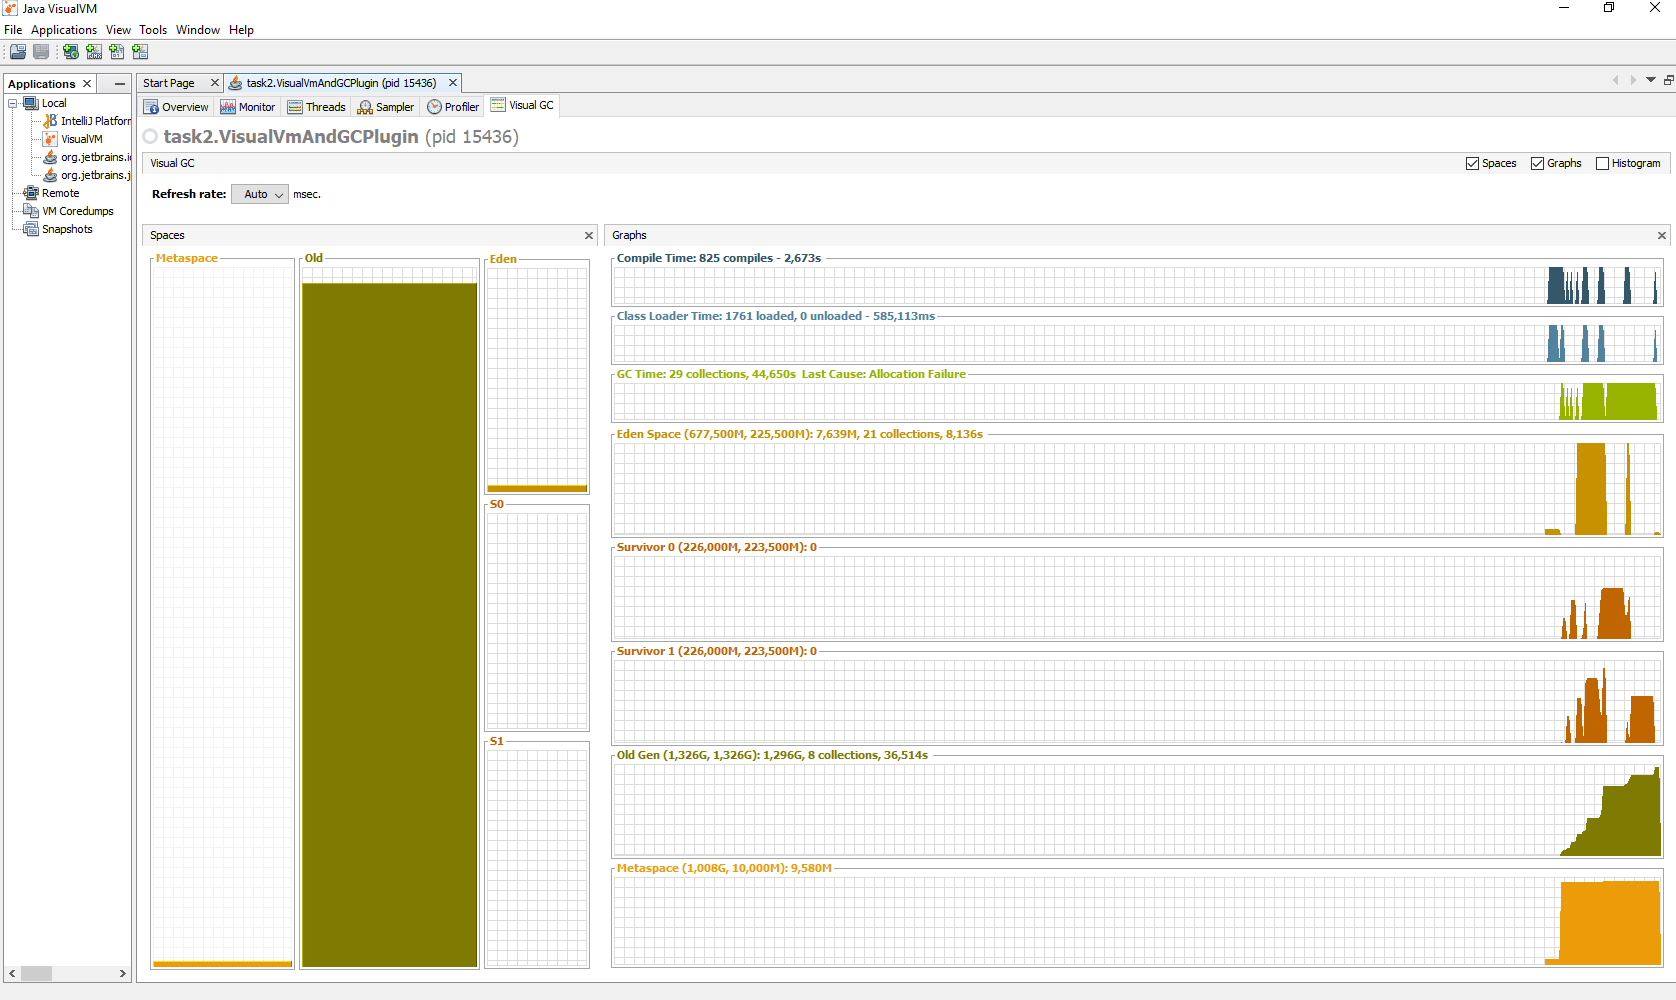 Java VisualVM
File Applications View Tools Window Help
Applications
Local
IntelliJ Platform
VisualVM
org.jetbrains.i
org.jetbrains.j
Remote
VM Coredumps
Snapshots
Start Page
task2.VisualVmAndGCPlugin (pid 15436)
Overview Monitor Threads Sampler Profiler Visual GC
task2.VisualVmAndGCPlugin (pid 15436)
Visual GC
Spaces Graphs Histogram
Refresh rate: Auto msec.
Spaces
Metaspace
Old
Eden
S0
S1
Graphs
Compile Time: 825 compiles - 2,673s
Class Loader Time: 1761 loaded, 0 unloaded - 585,113ms
GC Time: 29 collections, 44,650s Last Cause: Allocation Failure
Eden Space (677,500M, 225,500M): 7,639M, 21 collections, 8,136s
Survivor 0 (226,000M, 223,500M): 0
Survivor 1 (226,000M, 223,500M): 0
Old Gen (1,326G, 1,326G): 1,296G, 8 collections, 36,514s
Metaspace (1,008G, 10,000M): 9,580M